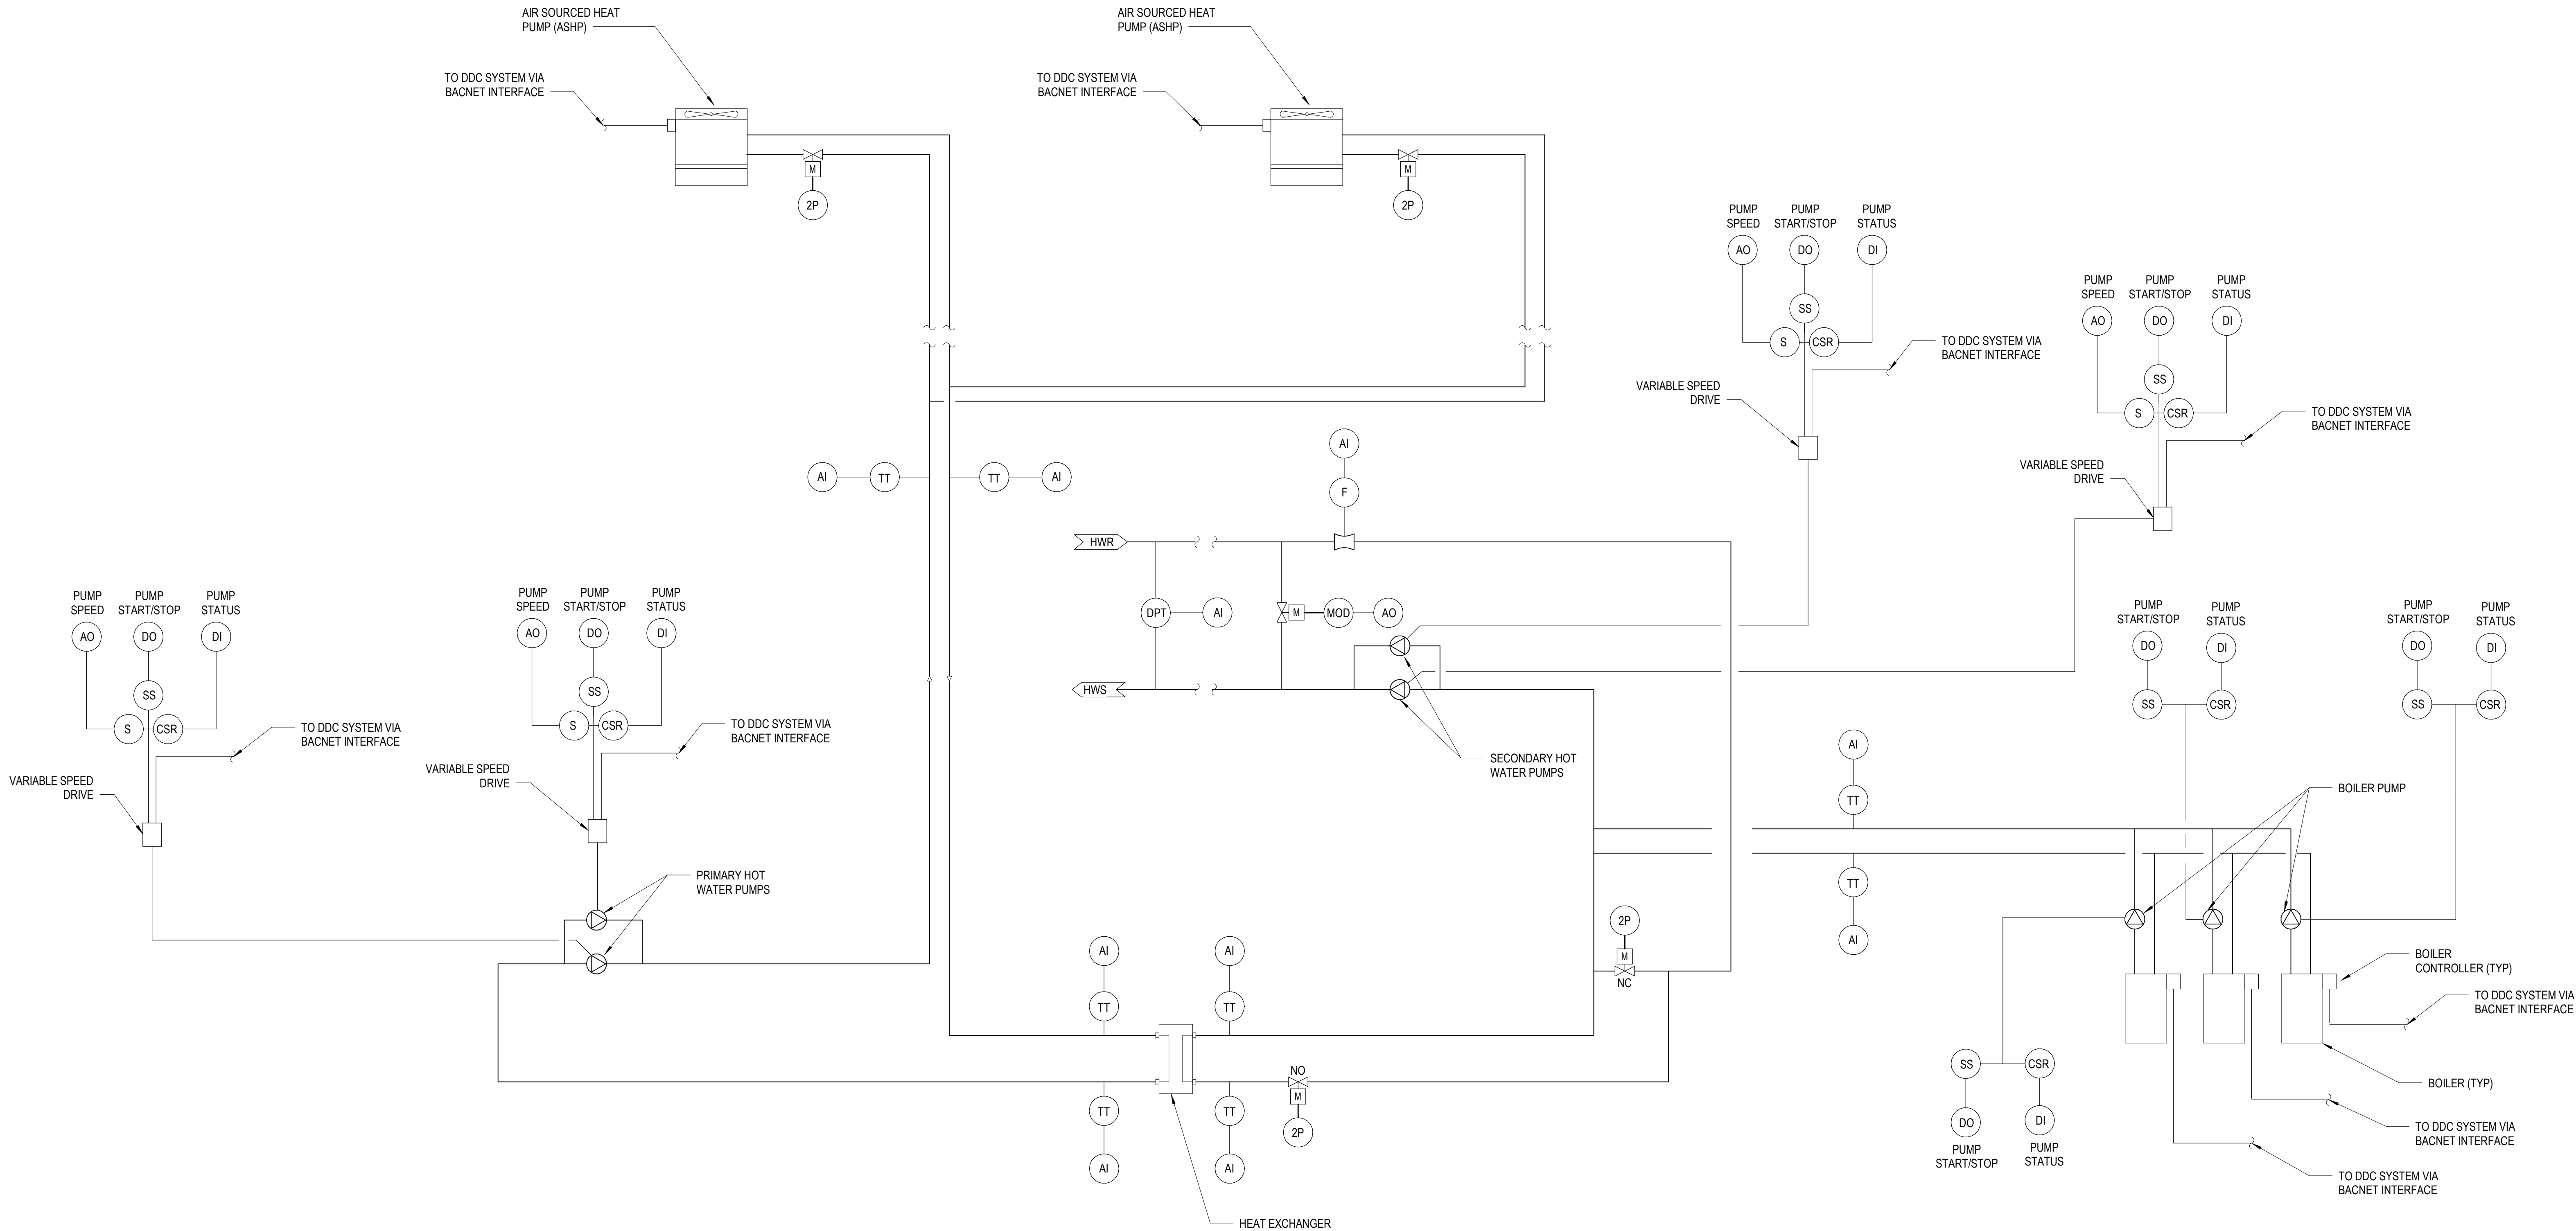 AIR SOURCED HEAT
PUMP (ASHP)
TO DDC SYSTEM VIA
BACNET INTERFACE
M
2P
AIR SOURCED HEAT
PUMP (ASHP)
TO DDC SYSTEM VIA
BACNET INTERFACE
M
2P
PUMP
SPEED
PUMP
START/STOP
PUMP
STATUS
AO
DO
DI
SS
S
CSR
TO DDC SYSTEM VIA
BACNET INTERFACE
VARIABLE SPEED
DRIVE
PUMP
SPEED
PUMP
START/STOP
PUMP
STATUS
AO
DO
DI
SS
S
CSR
TO DDC SYSTEM VIA
BACNET INTERFACE
VARIABLE SPEED
DRIVE
AI
TT
TT
AI
AI
F
HWR
DPT
AI
M
MOD
AO
HWS
SECONDARY HOT
WATER PUMPS
PUMP
SPEED
PUMP
START/STOP
PUMP
STATUS
AO
DO
DI
SS
S
CSR
TO DDC SYSTEM VIA
BACNET INTERFACE
VARIABLE SPEED
DRIVE
PUMP
SPEED
PUMP
START/STOP
PUMP
STATUS
AO
DO
DI
SS
S
CSR
TO DDC SYSTEM VIA
BACNET INTERFACE
VARIABLE SPEED
DRIVE
PRIMARY HOT
WATER PUMPS
PUMP
START/STOP
PUMP
STATUS
DO
DI
SS
CSR
PUMP
START/STOP
PUMP
STATUS
DO
DI
SS
CSR
AI
TT
TT
AI
BOILER PUMP
2P
M
NC
AI
TT
AI
TT
TT
AI
TT
AI
NO
M
2P
HEAT EXCHANGER
BOILER
CONTROLLER (TYP)
TO DDC SYSTEM VIA
BACNET INTERFACE
BOILER (TYP)
TO DDC SYSTEM VIA
BACNET INTERFACE
TO DDC SYSTEM VIA
BACNET INTERFACE
SS
CSR
DO
DI
PUMP
START/STOP
PUMP
STATUS